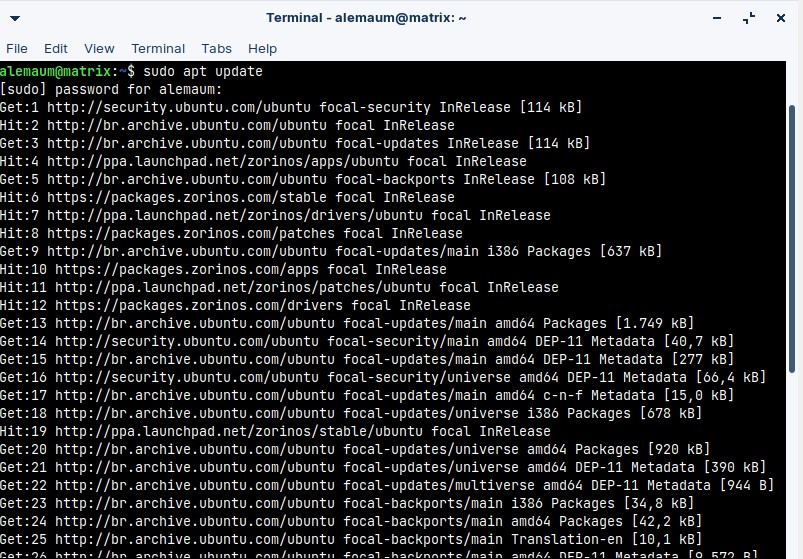 Terminal - alemaum@matrix: ~
File Edit View Terminal Tabs Help
alemaum@matrix:~$ sudo apt update
[sudo] password for alemaum:
Get:1 http://security.ubuntu.com/ubuntu focal-security InRelease [114 kB]
Hit:2 http://br.archive.ubuntu.com/ubuntu focal InRelease
Get:3 http://br.archive.ubuntu.com/ubuntu focal-updates InRelease [114 kB]
Hit:4 http://ppa.launchpad.net/zorinos/apps/ubuntu focal InRelease
Get:5 http://br.archive.ubuntu.com/ubuntu focal-backports InRelease [108 kB]
Hit:6 https://packages.zorinos.com/stable focal InRelease
Hit:7 http://ppa.launchpad.net/zorinos/drivers/ubuntu focal InRelease
Hit:8 https://packages.zorinos.com/patches focal InRelease
Get:9 http://br.archive.ubuntu.com/ubuntu focal-updates/main i386 Packages [637 kB]
Hit:10 https://packages.zorinos.com/apps focal InRelease
Hit:11 http://ppa.launchpad.net/zorinos/patches/ubuntu focal InRelease
Hit:12 https://packages.zorinos.com/drivers focal InRelease
Get:13 http://br.archive.ubuntu.com/ubuntu focal-updates/main amd64 Packages [1.749 kB]
Get:14 http://security.ubuntu.com/ubuntu focal-security/main amd64 DEP-11 Metadata [40,7 kB]
Get:15 http://br.archive.ubuntu.com/ubuntu focal-updates/main amd64 DEP-11 Metadata [277 kB]
Get:16 http://security.ubuntu.com/ubuntu focal-security/universe amd64 DEP-11 Metadata [66,4 kB]
Get:17 http://br.archive.ubuntu.com/ubuntu focal-updates/main amd64 c-n-f Metadata [15,0 kB]
Get:18 http://br.archive.ubuntu.com/ubuntu focal-updates/universe i386 Packages [678 kB]
Hit:19 http://ppa.launchpad.net/zorinos/stable/ubuntu focal InRelease
Get:20 http://br.archive.ubuntu.com/ubuntu focal-updates/universe amd64 Packages [920 kB]
Get:21 http://br.archive.ubuntu.com/ubuntu focal-updates/universe amd64 DEP-11 Metadata [390 kB]
Get:22 http://br.archive.ubuntu.com/ubuntu focal-updates/multiverse amd64 DEP-11 Metadata [944 B]
Get:23 http://br.archive.ubuntu.com/ubuntu focal-backports/main i386 Packages [34,8 kB]
Get:24 http://br.archive.ubuntu.com/ubuntu focal-backports/main amd64 Packages [42,2 kB]
Get:25 http://br.archive.ubuntu.com/ubuntu focal-backports/main Translation-en [10,1 kB]
Get:26 http://br.archive.ubuntu.com/ubuntu focal-backports/main amd64 DEP-11 Metadata [9.572 B]